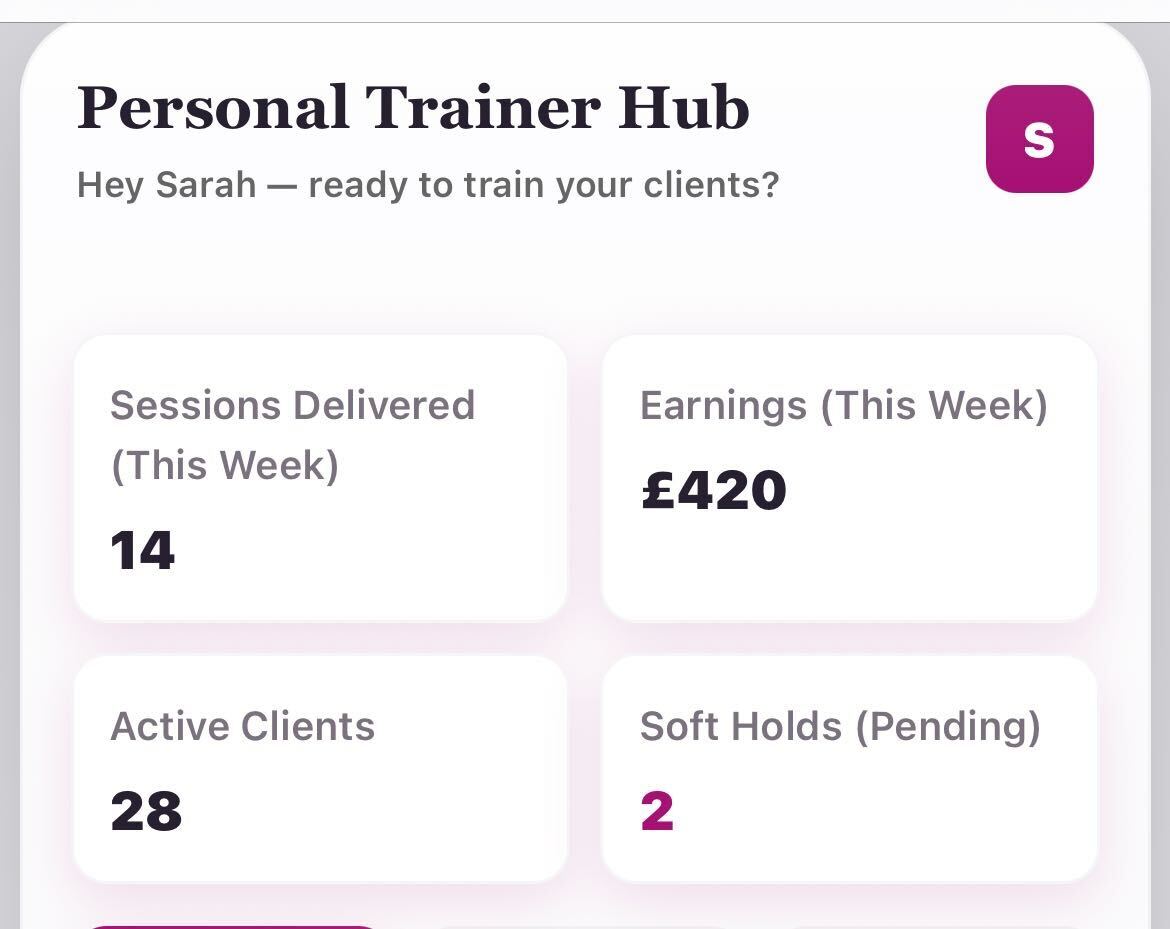 Personal Trainer Hub
S
Hey Sarah — ready to train your clients?
Sessions Delivered
(This Week)
14
Earnings (This Week)
£420
Active Clients
28
Soft Holds (Pending)
2